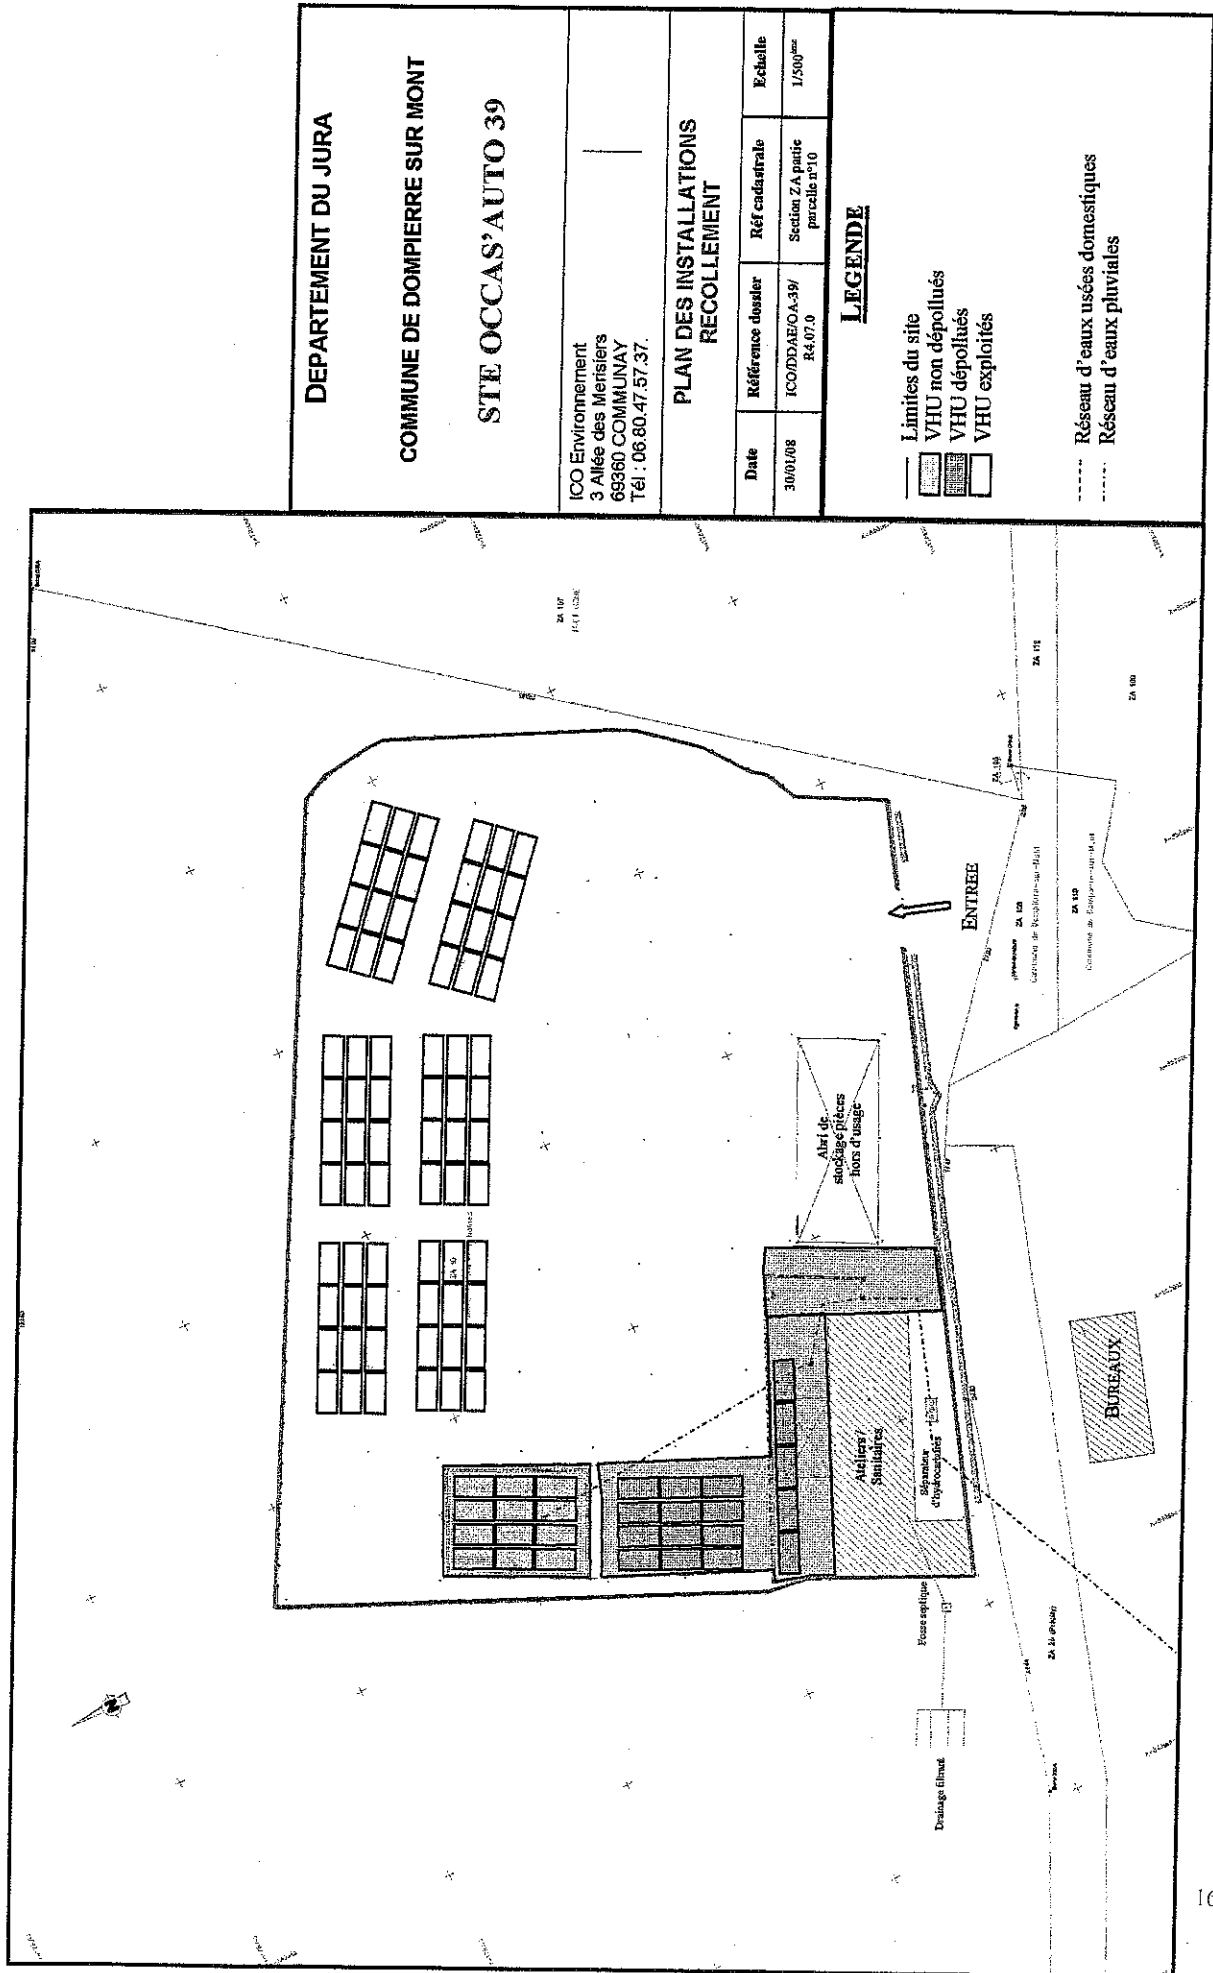 DEPARTEMENT DU JURA
COMMUNE DE DOMPIERRE SUR MONT
STE OCCAS'AUTO 39
ICO Environnement
3 Allée des Merisiers
69360 COMMUNAY
Tél : 06.80.47.57.37.
PLAN DES INSTALLATIONS
RECOLLEMENT
Date
Référence dossier
Réf cadastrale
Echelle
30/01/08
ICO/DDAE/OA-39/
R4.07.0
Section ZA partie
parcelle n°10
1/500ème
LEGENDE
Limites du site
VHU non dépollués
VHU dépollués
VHU exploités
Réseau d'eaux usées domestiques
Réseau d'eaux pluviales
ZA 107
ZA 112
ZA 100
ENTREE
Abri de
stockage pièces
hors d'usage
ZA 10
Ateliers /
Sanitaires
Séparateur
d'hydrocarbures
BUREAUX
Fosse septique
Drainage filtrant
N
16